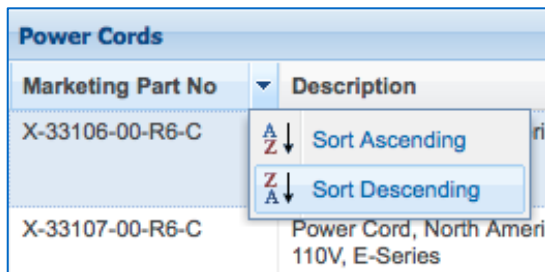 Power Cords
Marketing Part No
Description
X-33106-00-R6-C
A Z Sort Ascending
Z A Sort Descending
X-33107-00-R6-C
Power Cord, North Ameri
110V, E-Series